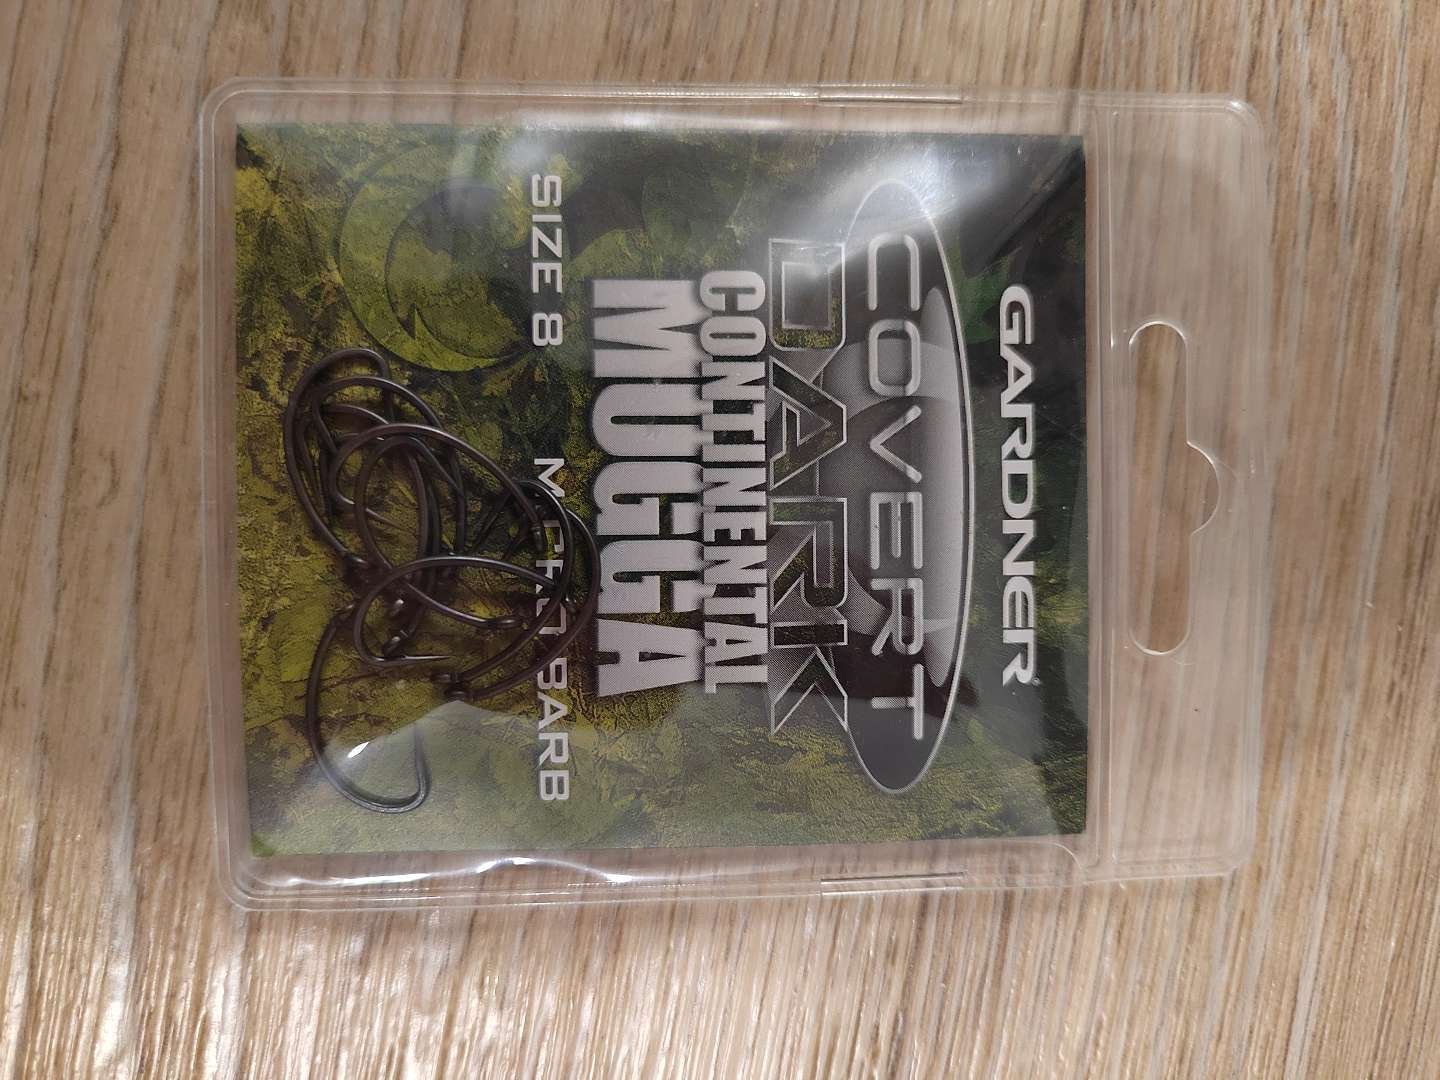 GARDNER
COVERT
DARK
CONTINENTAL
MUGGA
SIZE 8 BARB